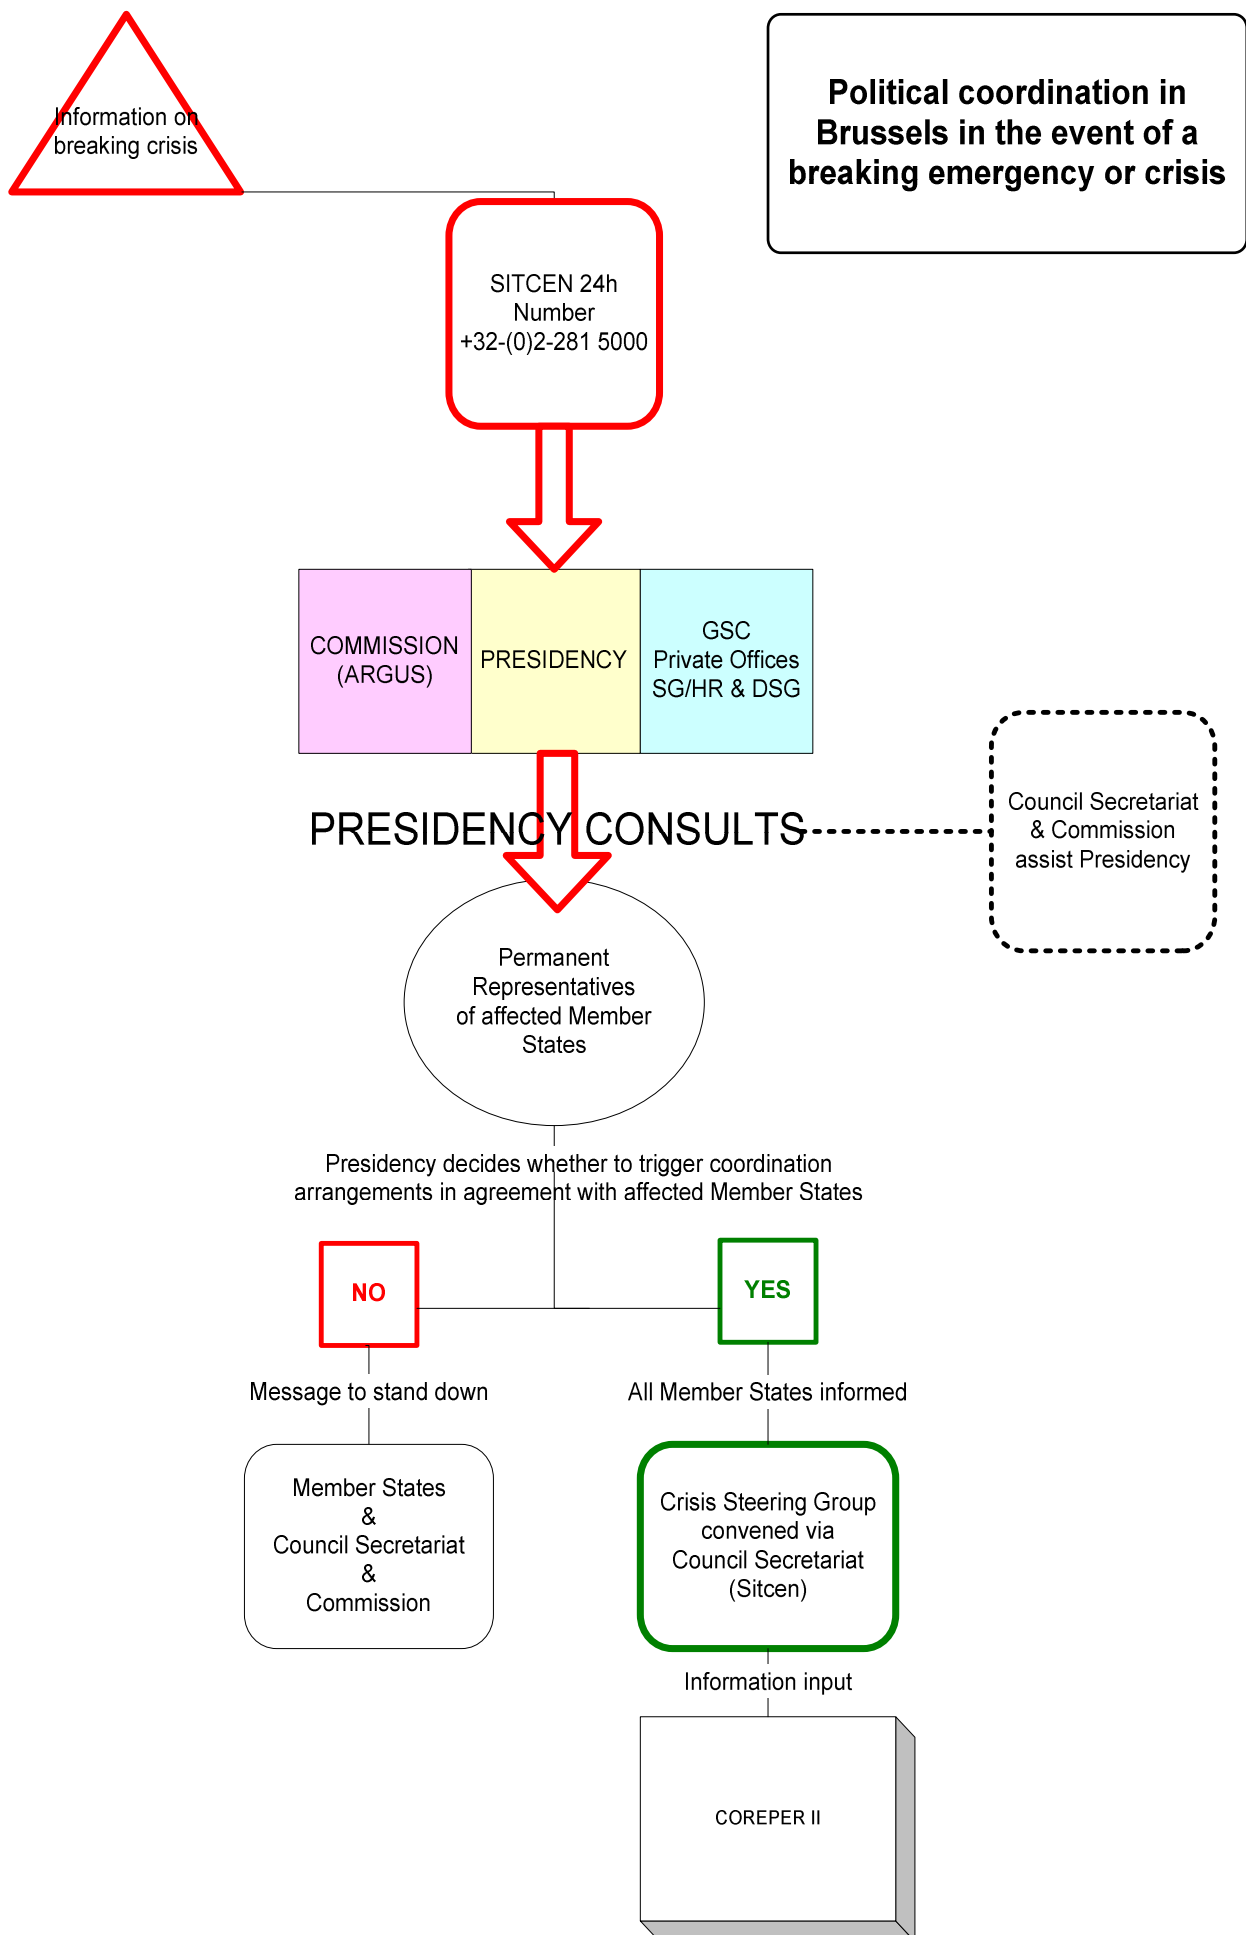 Information on
breaking crisis
Political coordination in
Brussels in the event of a
breaking emergency or crisis
SITCEN 24h
Number
+32-(0)2-281 5000
COMMISSION
(ARGUS)
PRESIDENCY
GSC
Private Offices
SG/HR & DSG
PRESIDENCY CONSULTS
Council Secretariat
& Commission
assist Presidency
Permanent
Representatives
of affected Member
States
Presidency decides whether to trigger coordination
arrangements in agreement with affected Member States
NO
YES
Message to stand down
All Member States informed
Member States
&
Council Secretariat
&
Commission
Crisis Steering Group
convened via
Council Secretariat
(Sitcen)
Information input
COREPER II